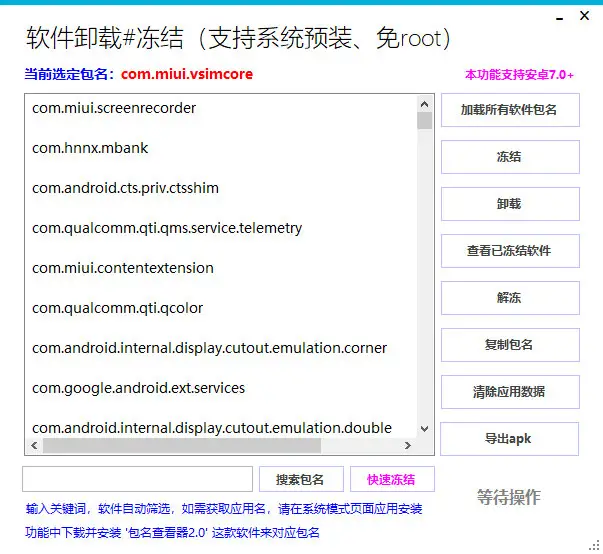 软件卸载#冻结（支持系统预装、免root）
当前选定包名：com.miui.vsimcore
本功能支持安卓7.0+
com.miui.screenrecorder
com.hnnx.mbank
com.android.cts.priv.ctsshim
com.qualcomm.qti.qms.service.telemetry
com.miui.contentextension
com.qualcomm.qti.qcolor
com.android.internal.display.cutout.emulation.corner
com.google.android.ext.services
com.android.internal.display.cutout.emulation.double
加载所有软件包名
冻结
卸载
查看已冻结软件
解冻
复制包名
清除应用数据
导出apk
搜索包名
快速冻结
输入关键词，软件自动筛选，如需获取应用名，请在系统模式页面应用安装
功能中下载并安装 '包名查看器2.0' 这款软件来对应包名
等待操作